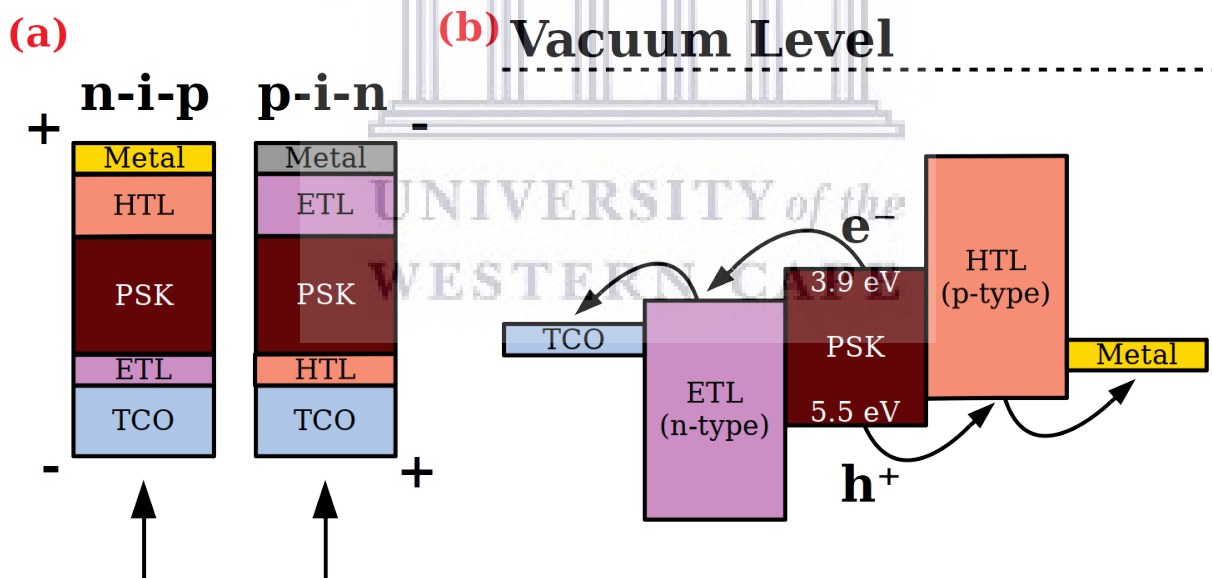 (a)
n-i-p
p-i-n
+
-
Metal
HTL
PSK
ETL
TCO
-
Metal
ETL
PSK
HTL
TCO
+
(b)
Vacuum Level
UNIVERSITY of the
WESTERN CAPE
e⁻
TCO
ETL
(n-type)
3.9 eV
PSK
5.5 eV
HTL
(p-type)
Metal
h⁺